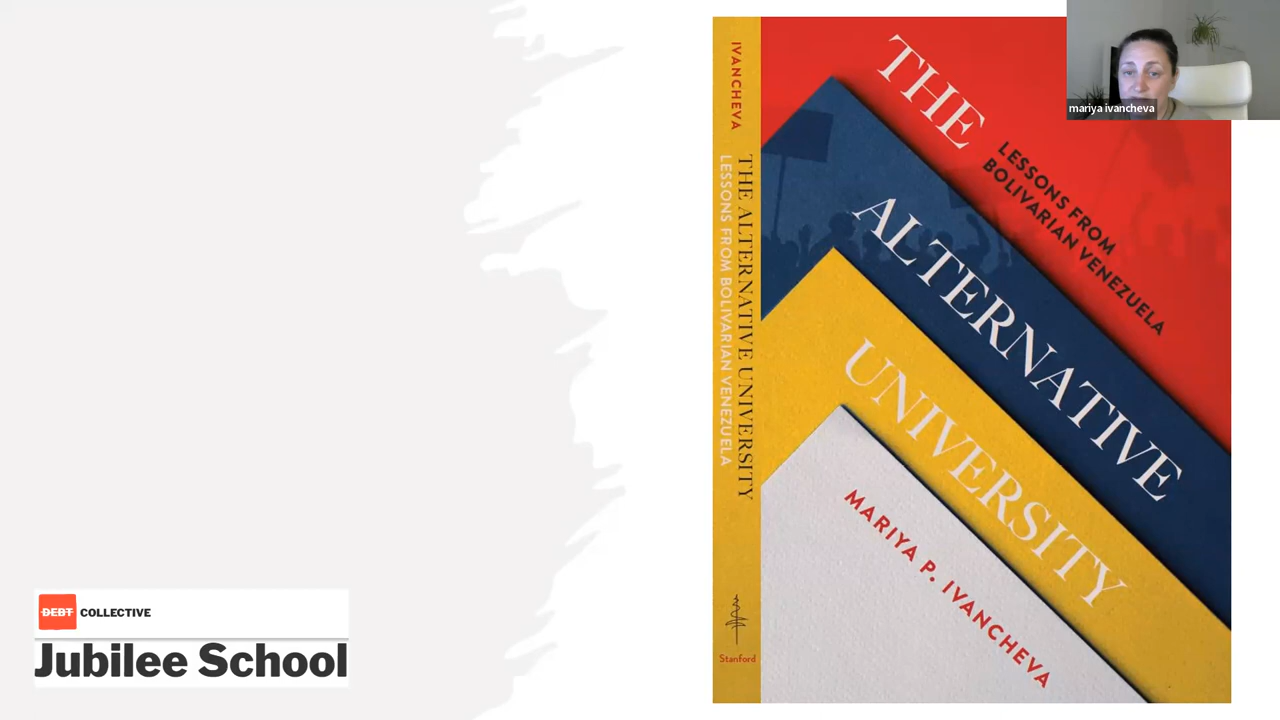 IVANCHEVA
THE ALTERNATIVE UNIVERSITY
LESSONS FROM BOLIVARIAN VENEZUELA
Stanford
THE
LESSONS FROM
BOLIVARIAN VENEZUELA
ALTERNATIVE
UNIVERSITY
MARIYA P. IVANCHEVA
mariya ivancheva
DEBT COLLECTIVE
Jubilee School